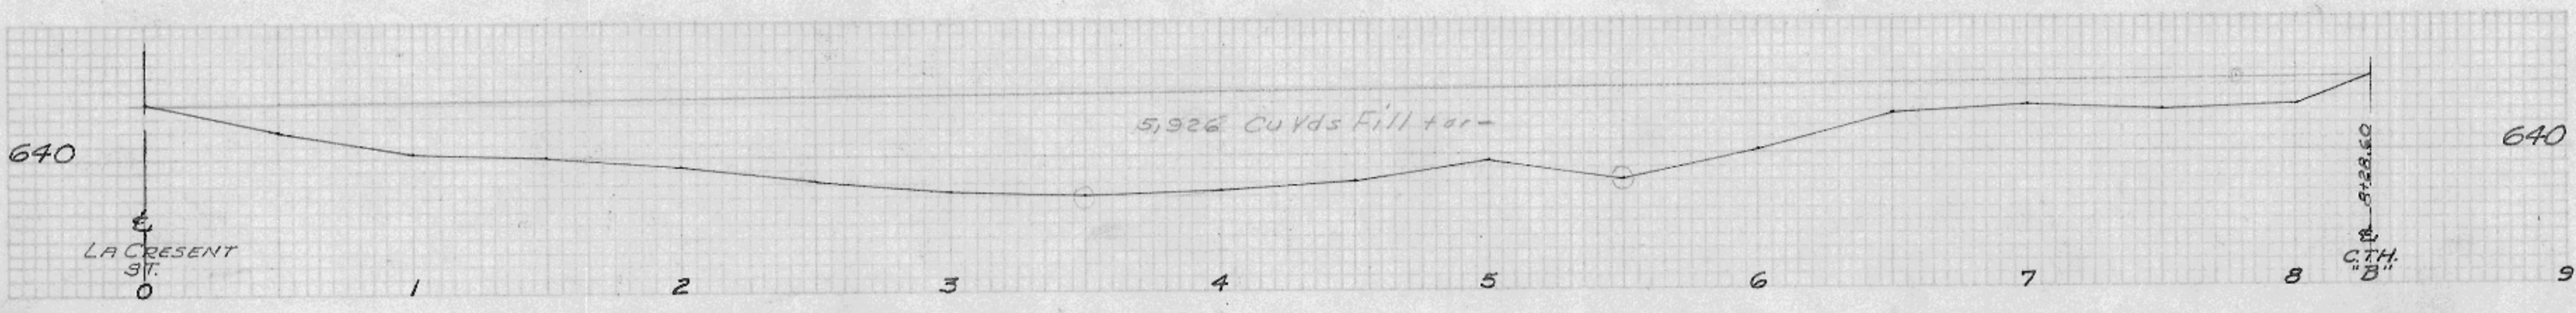 5,926 Cu Yds Fill + or -
640
640
8+28.60
℄
LA CRESENT
ST.
C.T.H.
"B"
0 1 2 3 4 5 6 7 8 9